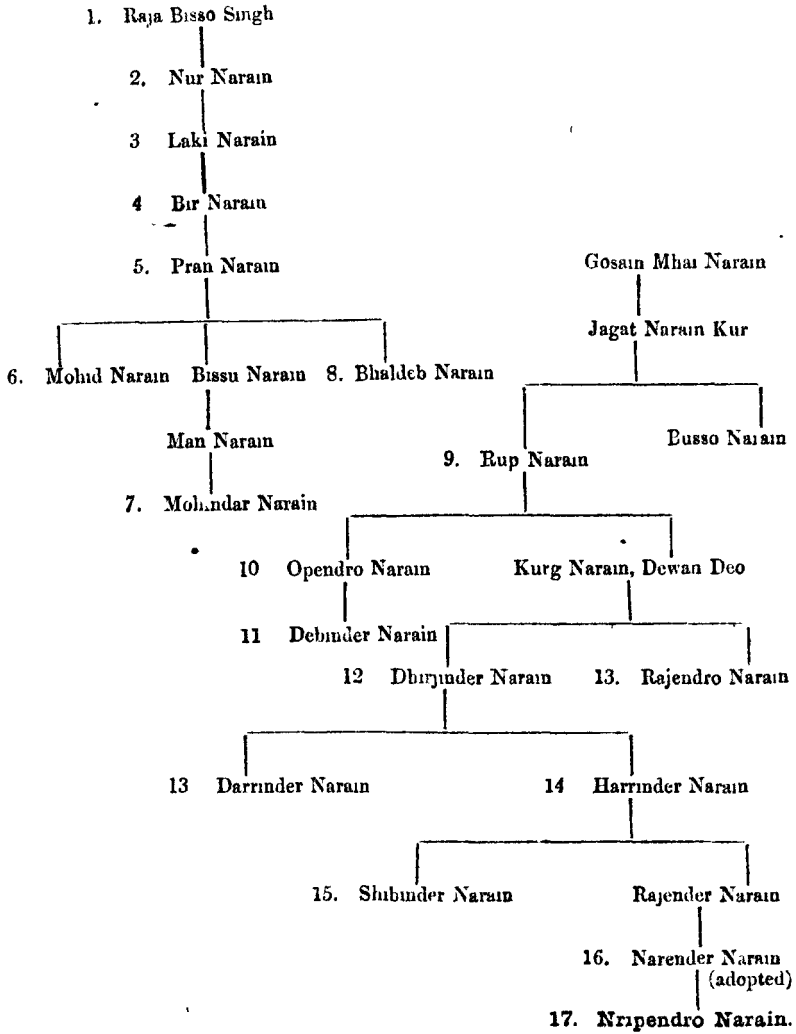 1. Raja Bisso Singh
2. Nur Narain
3 Laki Narain
4 Bir Narain
5. Pran Narain
Gosain Mhai Narain
Jagat Narain Kur
6. Mohid Narain Bissu Narain 8. Bhaldeb Narain
Man Narain
Busso Narain
9. Rup Narain
7. Mohindar Narain
10 Opendro Narain Kurg Narain, Dewan Deo
11 Debinder Narain
12 Dhirjinder Narain 13. Rajendro Narain
13 Darrinder Narain 14 Harrinder Narain
15. Shibinder Narain Rajender Narain
16. Narender Narain
(adopted)
17. Nripendro Narain.